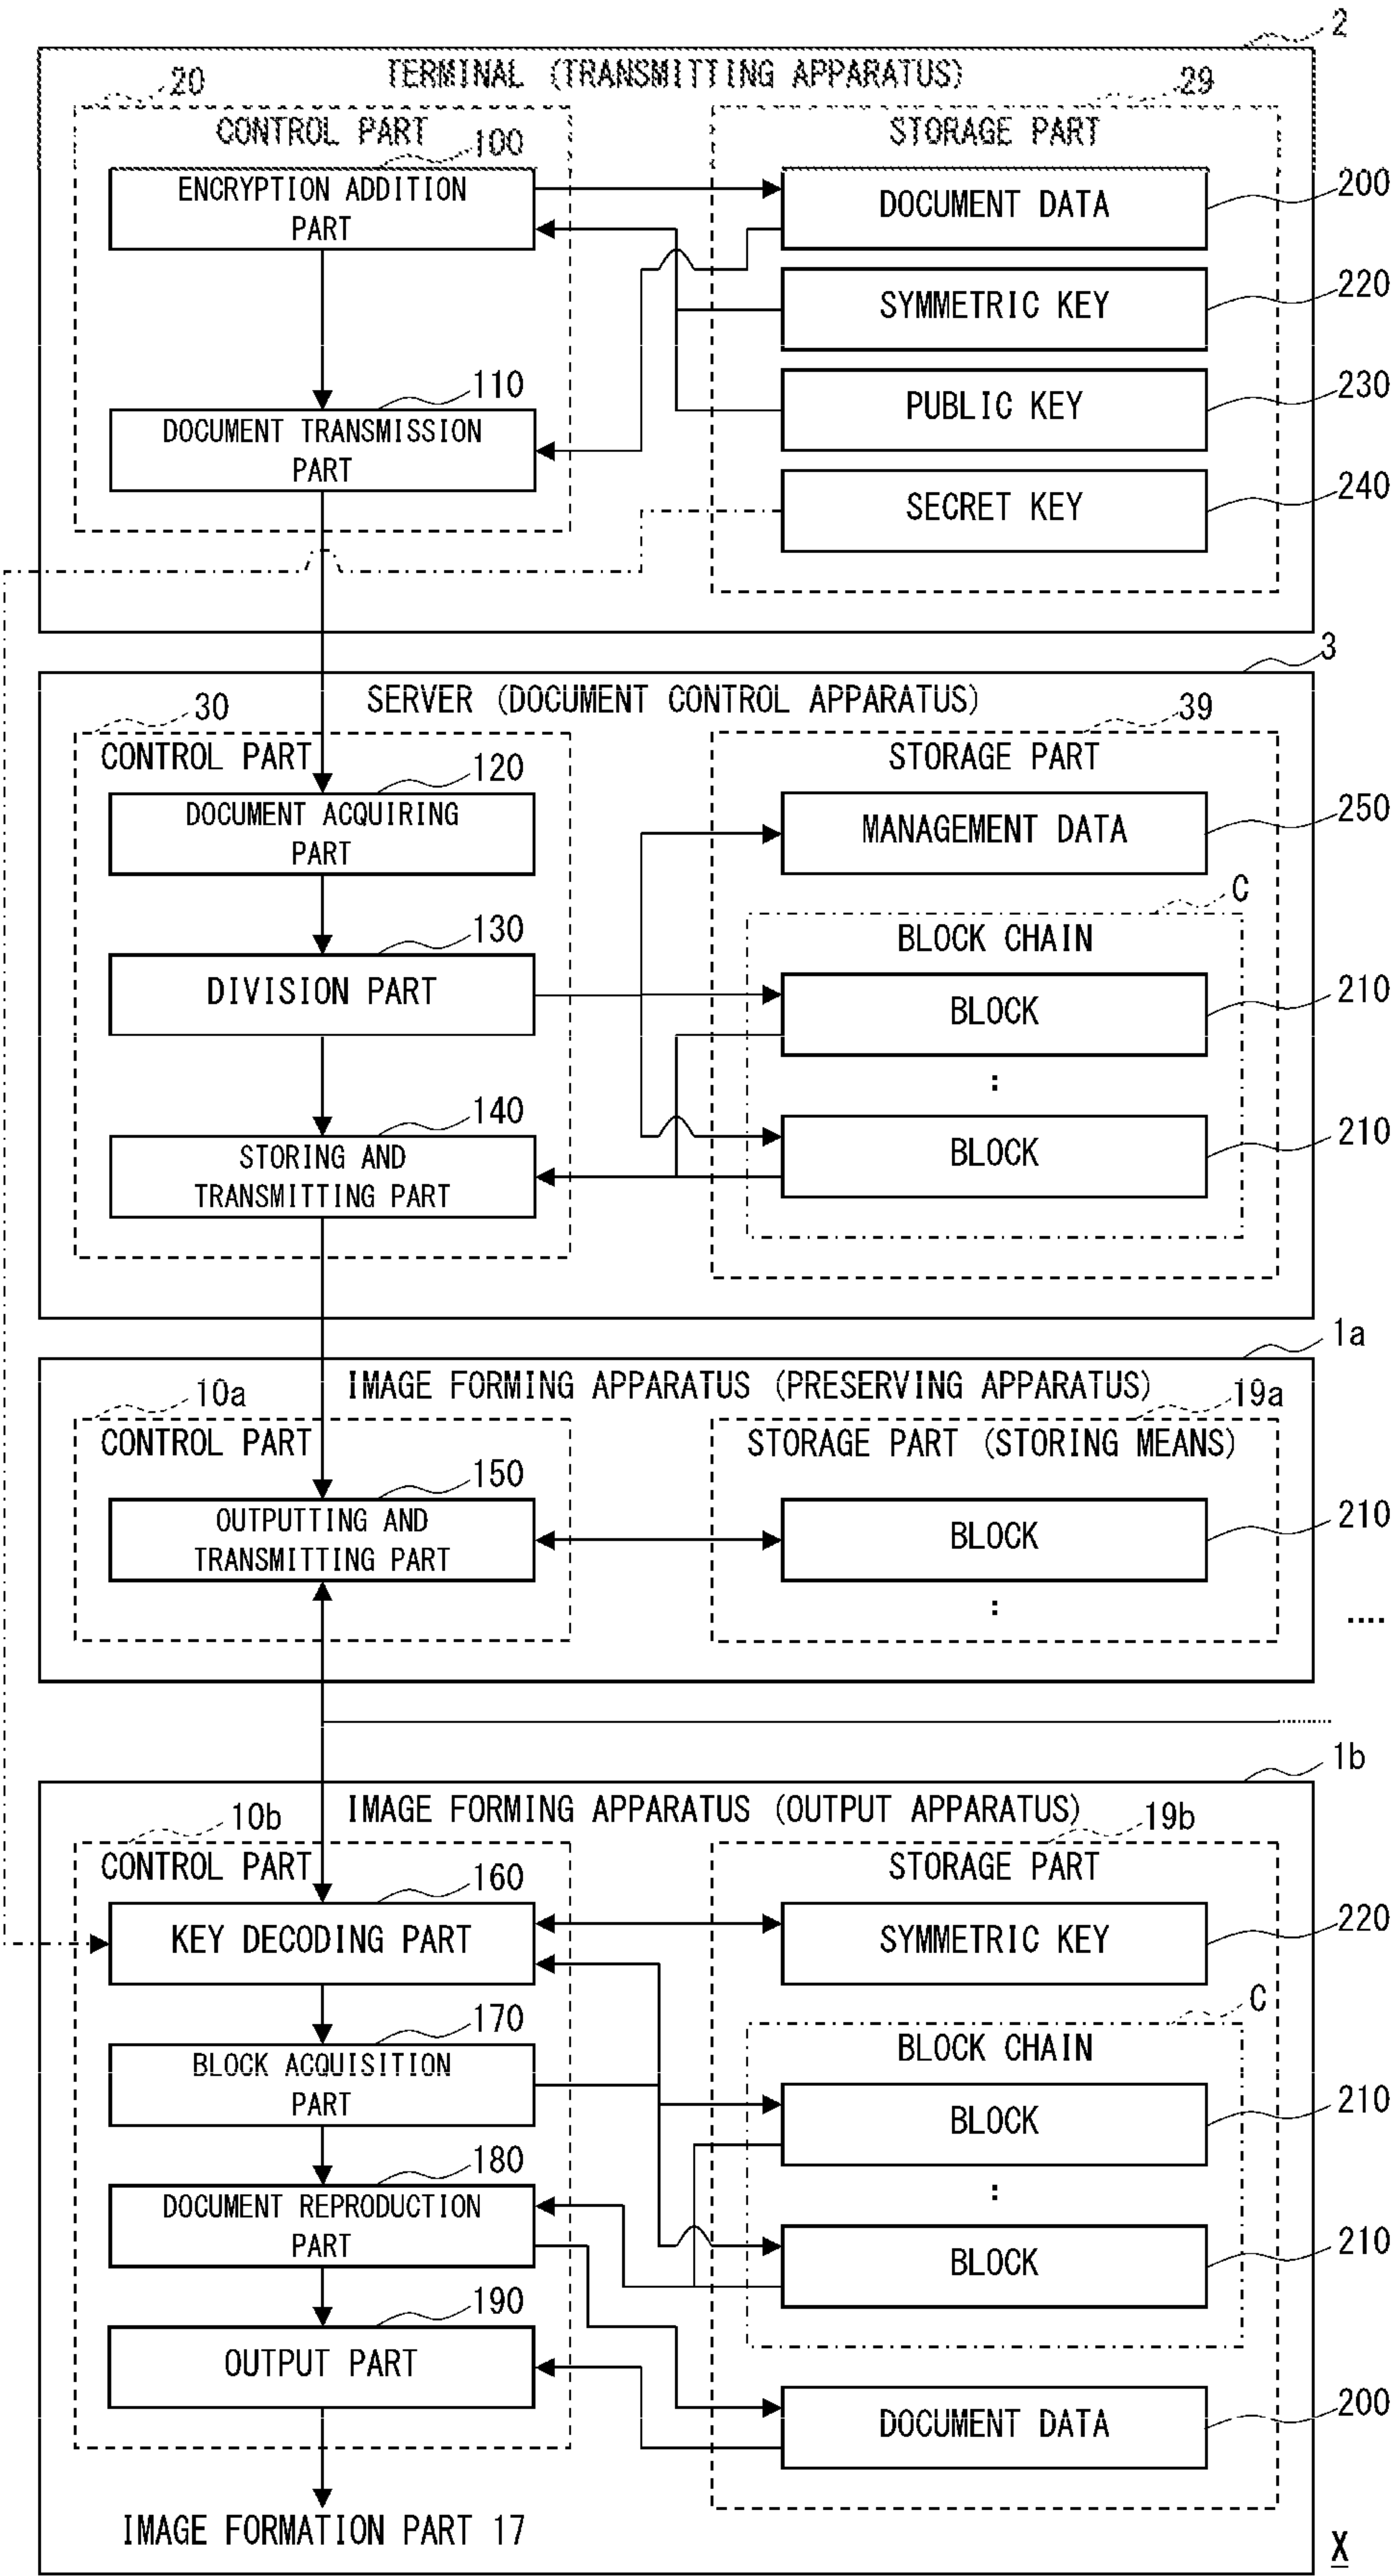 2
TERMINAL (TRANSMITTING APPARATUS)
20
29
CONTROL PART
STORAGE PART
100
ENCRYPTION ADDITION
PART
DOCUMENT DATA
200
SYMMETRIC KEY
220
110
DOCUMENT TRANSMISSION
PART
PUBLIC KEY
230
SECRET KEY
240
3
SERVER (DOCUMENT CONTROL APPARATUS)
30
39
CONTROL PART
STORAGE PART
120
DOCUMENT ACQUIRING
PART
MANAGEMENT DATA
250
C
BLOCK CHAIN
130
DIVISION PART
BLOCK
210
:
140
STORING AND
TRANSMITTING PART
BLOCK
210
1a
IMAGE FORMING APPARATUS (PRESERVING APPARATUS)
10a
19a
CONTROL PART
STORAGE PART (STORING MEANS)
150
OUTPUTTING AND
TRANSMITTING PART
BLOCK
210
:
....
1b
IMAGE FORMING APPARATUS (OUTPUT APPARATUS)
10b
19b
CONTROL PART
STORAGE PART
160
KEY DECODING PART
SYMMETRIC KEY
220
C
BLOCK CHAIN
170
BLOCK ACQUISITION
PART
BLOCK
210
:
180
DOCUMENT REPRODUCTION
PART
BLOCK
210
190
OUTPUT PART
DOCUMENT DATA
200
IMAGE FORMATION PART 17
X